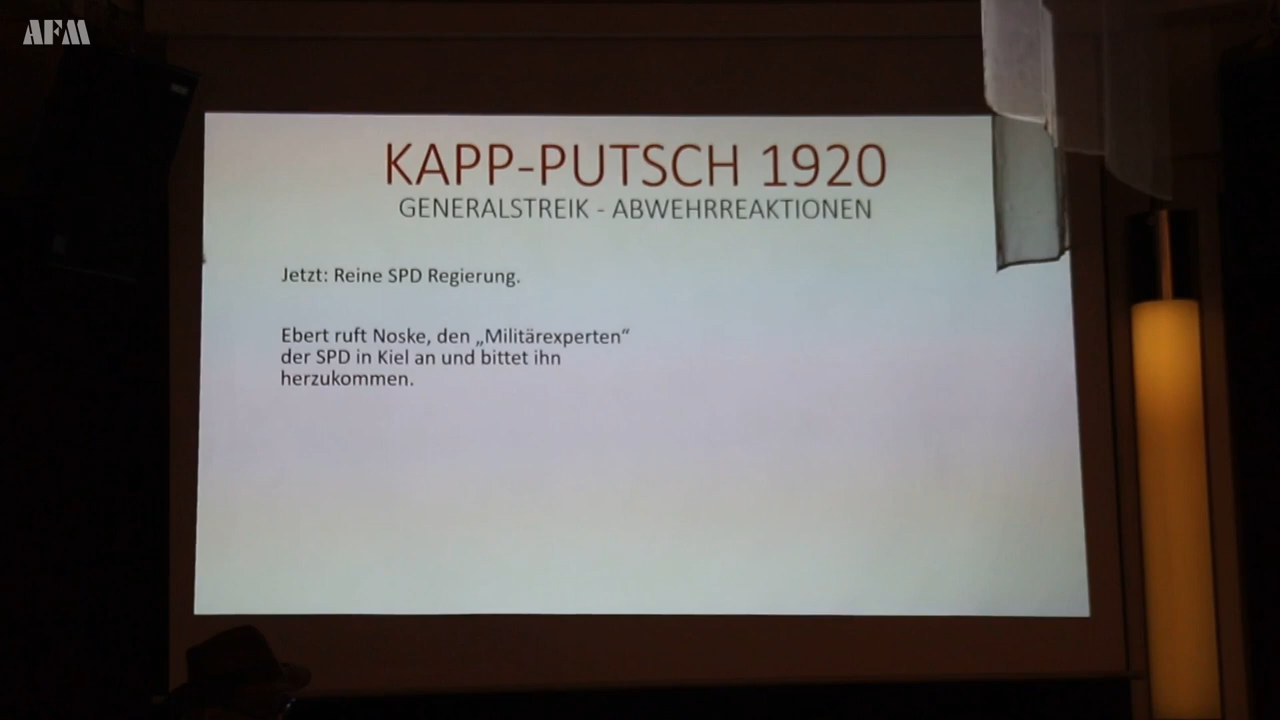 AFM
KAPP-PUTSCH 1920
GENERALSTREIK - ABWEHRREAKTIONEN
Jetzt: Reine SPD Regierung.
Ebert ruft Noske, den „Militärexperten“
der SPD in Kiel an und bittet ihn
herzukommen.